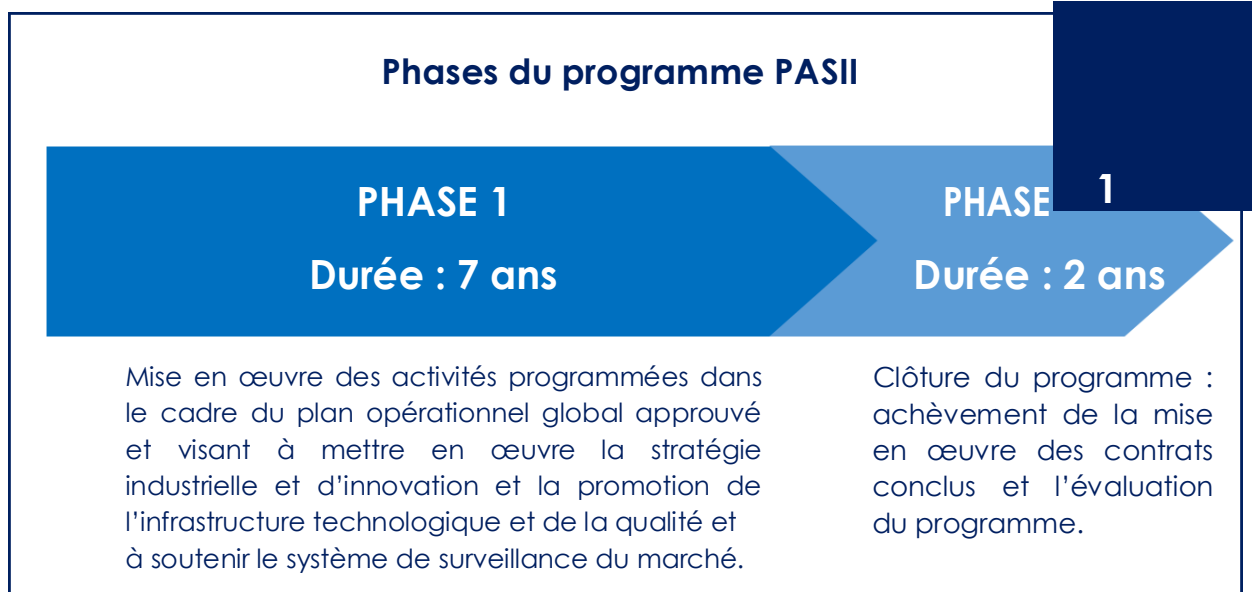 Phases du programme PASII
PHASE 1
Durée : 7 ans
PHASE
1
Durée : 2 ans
Mise en œuvre des activités programmées dans
le cadre du plan opérationnel global approuvé
et visant à mettre en œuvre la stratégie
industrielle et d’innovation et la promotion de
l’infrastructure technologique et de la qualité et
à soutenir le système de surveillance du marché.
Clôture du programme :
achèvement de la mise
en œuvre des contrats
conclus et l’évaluation
du programme.